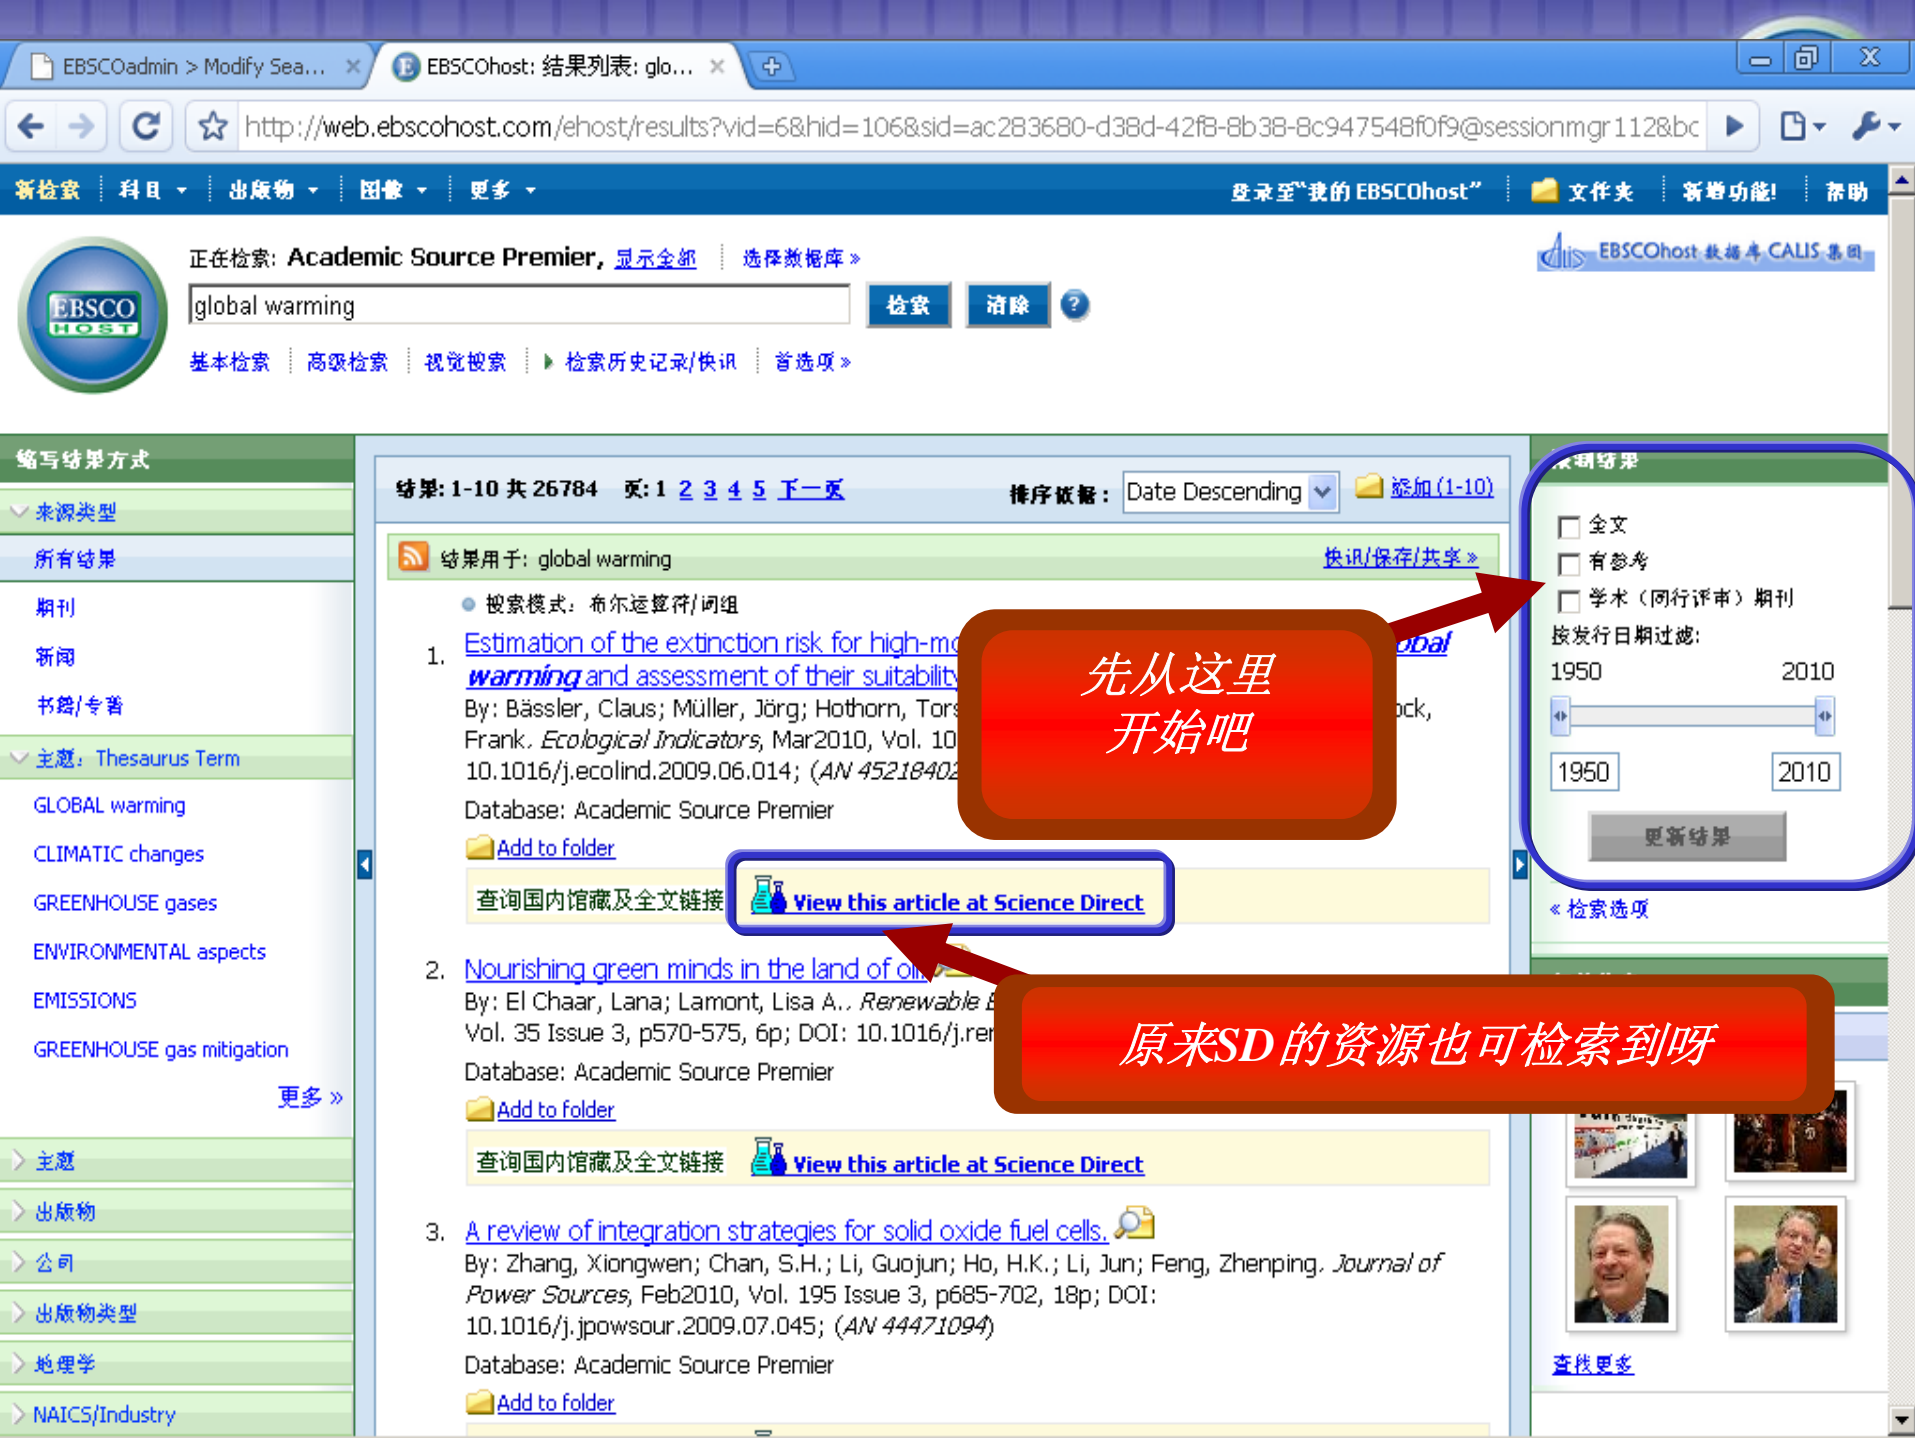 EBSCOadmin > Modify Sea...
EBSCOhost: 结果列表: glo...
http://web.ebscohost.com/ehost/results?vid=6&hid=106&sid=ac283680-d38d-42f8-8b38-8c947548f0f9@sessionmgr112&bc
新检索 科目 出版物 图像 更多 登录至“我的 EBSCOhost” 文件夹 新增功能! 帮助
正在检索: Academic Source Premier, 显示全部 选择数据库 »
EBSCOhost 数据库 CALIS 集团
EBSCO
HOST
global warming 检索 清除 ?
基本检索 高级检索 视觉搜索 检索历史记录/快讯 首选项 »
缩写结果方式
来源类型
所有结果
期刊
新闻
书籍/专著
主题: Thesaurus Term
GLOBAL warming
CLIMATIC changes
GREENHOUSE gases
ENVIRONMENTAL aspects
EMISSIONS
GREENHOUSE gas mitigation
更多 »
主题
出版物
公司
出版物类型
地理学
NAICS/Industry
结果: 1-10 共 26784 页: 1 2 3 4 5 下一页 排序依据: Date Descending 添加 (1-10)
结果用于: global warming 快讯/保存/共享 »
搜索模式: 布尔运算符/词组
1. Estimation of the extinction risk for high-mo obal
warming and assessment of their suitability
By: Bässler, Claus; Müller, Jörg; Hothorn, Tors ock,
Frank. Ecological Indicators, Mar2010, Vol. 10
10.1016/j.ecolind.2009.06.014; (AN 45218402
Database: Academic Source Premier
Add to folder
查询国内馆藏及全文链接 View this article at Science Direct
2. Nourishing green minds in the land of oil.
By: El Chaar, Lana; Lamont, Lisa A.. Renewable E
Vol. 35 Issue 3, p570-575, 6p; DOI: 10.1016/j.ren
Database: Academic Source Premier
Add to folder
查询国内馆藏及全文链接 View this article at Science Direct
3. A review of integration strategies for solid oxide fuel cells.
By: Zhang, Xiongwen; Chan, S.H.; Li, Guojun; Ho, H.K.; Li, Jun; Feng, Zhenping. Journal of
Power Sources, Feb2010, Vol. 195 Issue 3, p685-702, 18p; DOI:
10.1016/j.jpowsour.2009.07.045; (AN 44471094)
Database: Academic Source Premier
Add to folder
先从这里
开始吧
原来SD的资源也可检索到呀
限制结果
全文
有参考
学术（同行评审）期刊
按发行日期过滤:
1950 2010
1950 2010
更新结果
« 检索选项
查找更多